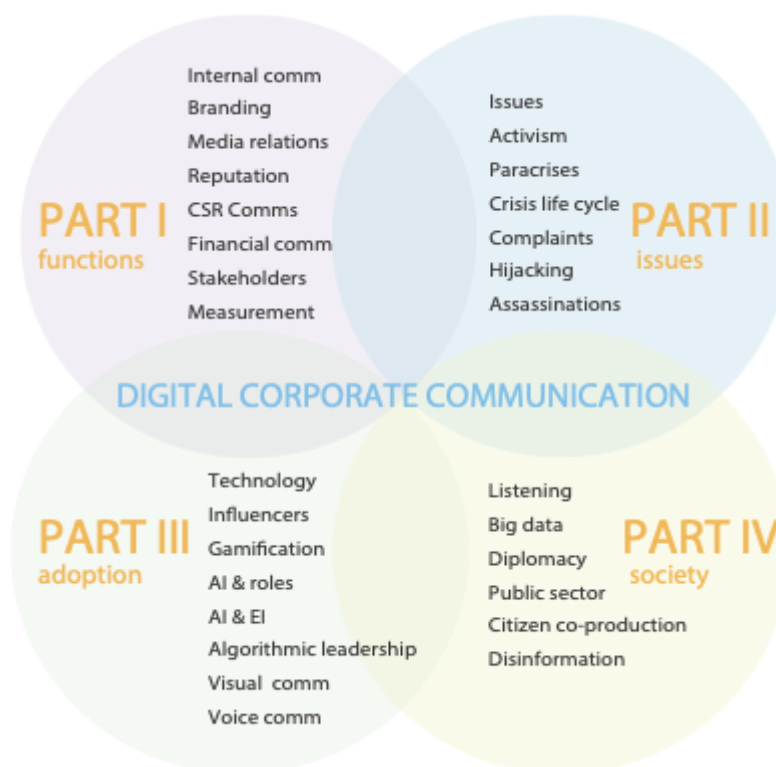 Internal comm
Branding
Media relations
Reputation
CSR Comms
Financial comm
Stakeholders
Measurement
PART I
functions
Issues
Activism
Paracrises
Crisis life cycle
Complaints
Hijacking
Assassinations
PART II
issues
DIGITAL CORPORATE COMMUNICATION
Technology
Influencers
Gamification
AI & roles
AI & EI
Algorithmic leadership
Visual comm
Voice comm
PART III
adoption
Listening
Big data
Diplomacy
Public sector
Citizen co-production
Disinformation
PART IV
society